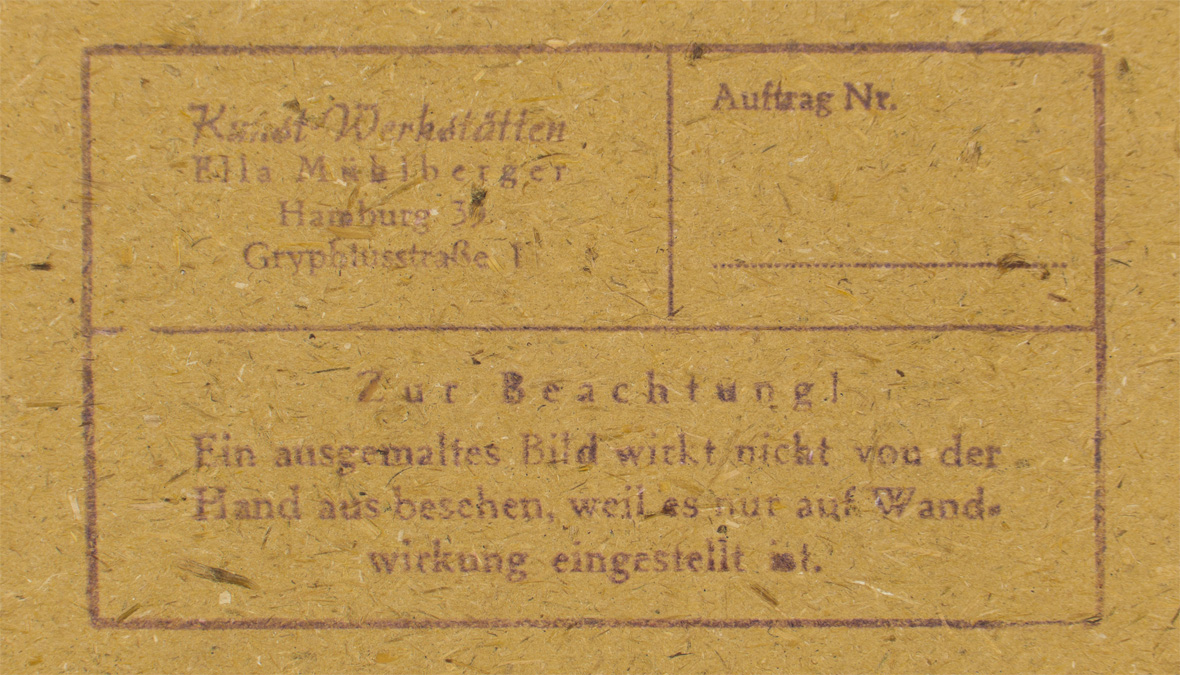 Kunst-Werkstätten
Ella Mühlberger
Hamburg
Gryphiusstraße 1
Auftrag Nr.
Zur Beachtung!
Ein ausgemaltes Bild wirkt nicht von der
Hand aus besehen, weil es nur auf Wand-
wirkung eingestellt ist.